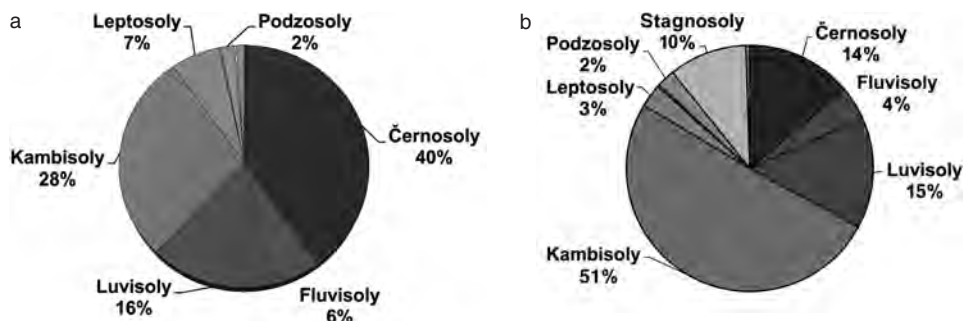 a
Leptosoly
7%
Podzosoly
2%
Černosoly
40%
Kambisoly
28%
Luvisoly
16%
Fluvisoly
6%
b
Stagnosoly
10%
Černosoly
14%
Podzosoly
2%
Fluvisoly
4%
Leptosoly
3%
Luvisoly
15%
Kambisoly
51%